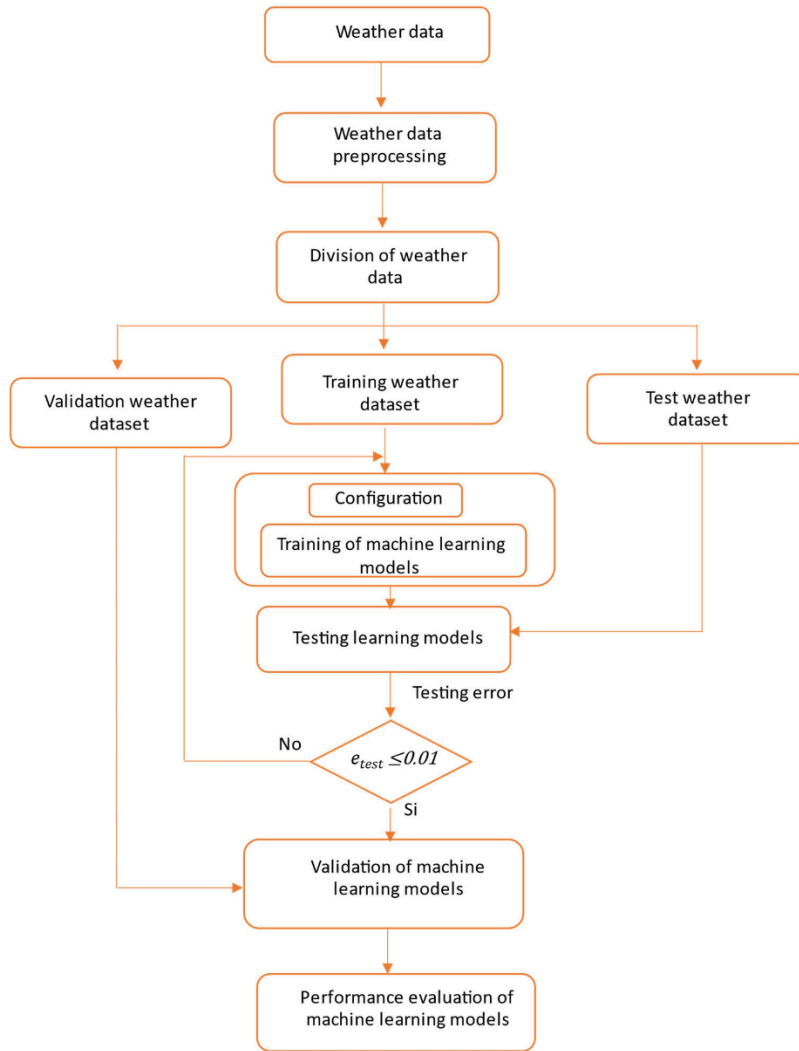 Weather data
Weather data
preprocessing
Division of weather
data
Validation weather
dataset
Training weather
dataset
Test weather
dataset
Configuration
Training of machine learning
models
Testing learning models
Testing error
No
e_test ≤0.01
Si
Validation of machine
learning models
Performance evaluation of
machine learning models